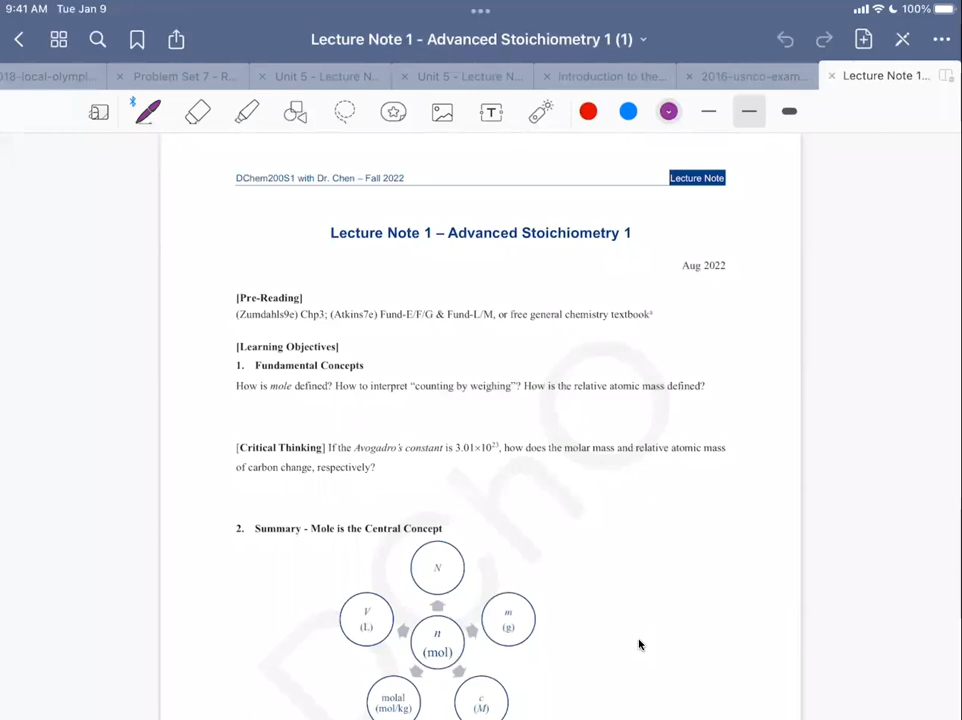 9:41 AM Tue Jan 9
100%
Lecture Note 1 - Advanced Stoichiometry 1 (1)
018-local-olympi...
Problem Set 7 - R...
Unit 5 - Lecture N...
Unit 5 - Lecture N...
Introduction to the...
2016-usnco-exam...
Lecture Note 1...
T
DChem200S1 with Dr. Chen – Fall 2022
Lecture Note
Lecture Note 1 – Advanced Stoichiometry 1
Aug 2022
[Pre-Reading]
(Zumdahls9e) Chp3; (Atkins7e) Fund-E/F/G & Fund-L/M, or free general chemistry textbookᵃ
[Learning Objectives]
1. Fundamental Concepts
How is mole defined? How to interpret “counting by weighing”? How is the relative atomic mass defined?
[Critical Thinking] If the Avogadro’s constant is 3.01×10²³, how does the molar mass and relative atomic mass
of carbon change, respectively?
2. Summary - Mole is the Central Concept
N
V
(L)
m
(g)
n
(mol)
molal
(mol/kg)
c
(M)
DChO